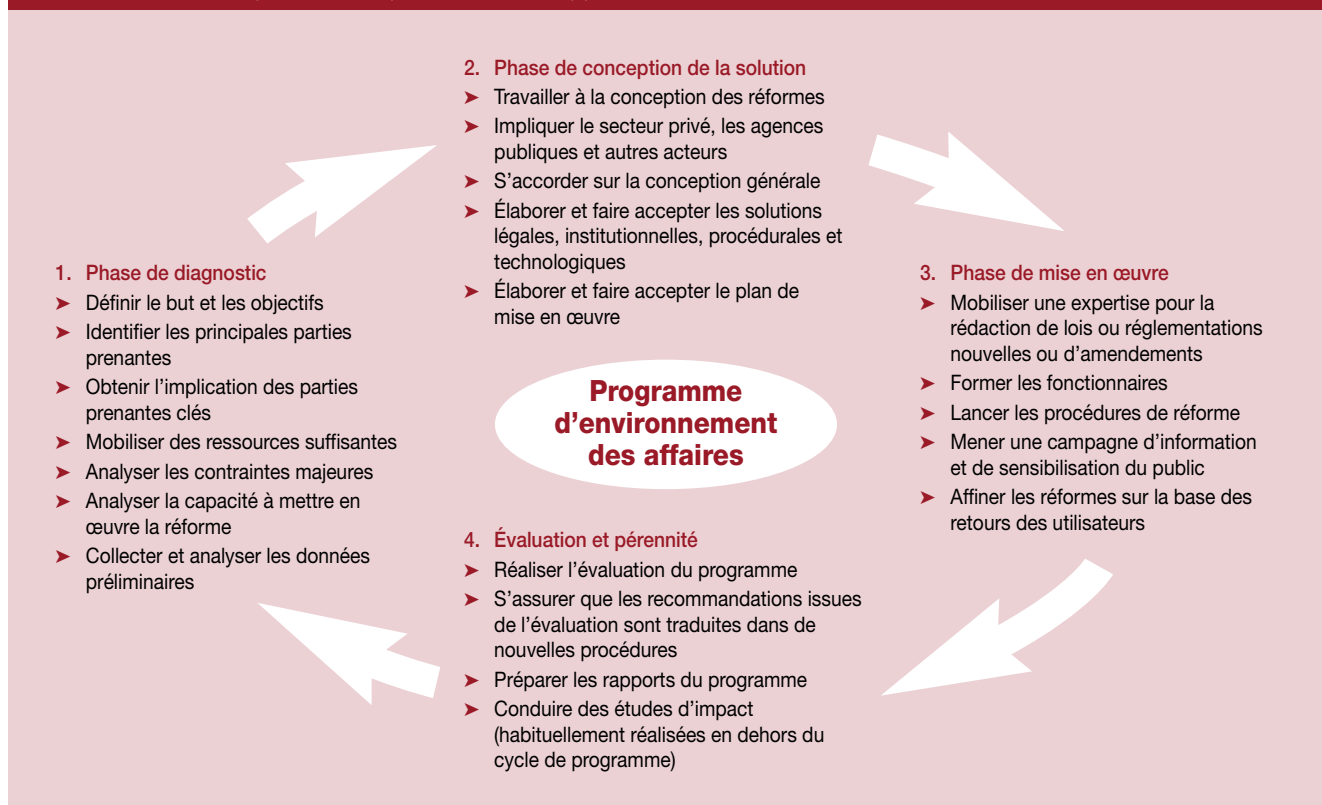 2. Phase de conception de la solution
➤ Travailler à la conception des réformes
➤ Impliquer le secteur privé, les agences
publiques et autres acteurs
➤ S’accorder sur la conception générale
➤ Élaborer et faire accepter les solutions
légales, institutionnelles, procédurales et
technologiques
➤ Élaborer et faire accepter le plan de
mise en œuvre
1. Phase de diagnostic
➤ Définir le but et les objectifs
➤ Identifier les principales parties
prenantes
➤ Obtenir l’implication des parties
prenantes clés
➤ Mobiliser des ressources suffisantes
➤ Analyser les contraintes majeures
➤ Analyser la capacité à mettre en
œuvre la réforme
➤ Collecter et analyser les données
préliminaires
Programme
d’environnement
des affaires
3. Phase de mise en œuvre
➤ Mobiliser une expertise pour la
rédaction de lois ou réglementations
nouvelles ou d’amendements
➤ Former les fonctionnaires
➤ Lancer les procédures de réforme
➤ Mener une campagne d’information
et de sensibilisation du public
➤ Affiner les réformes sur la base des
retours des utilisateurs
4. Évaluation et pérennité
➤ Réaliser l’évaluation du programme
➤ S’assurer que les recommandations issues
de l’évaluation sont traduites dans de
nouvelles procédures
➤ Préparer les rapports du programme
➤ Conduire des études d’impact
(habituellement réalisées en dehors du
cycle de programme)